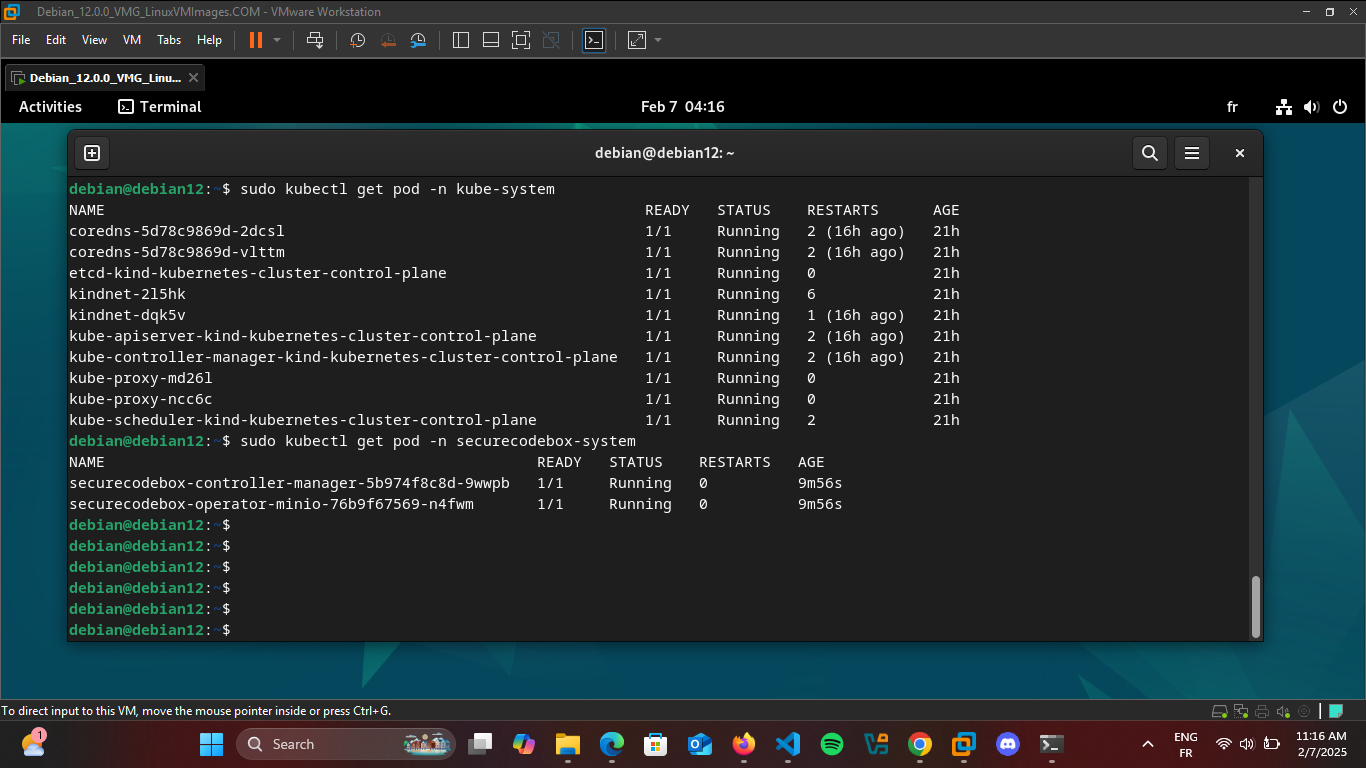 Debian_12.0.0_VMG_LinuxVMImages.COM - VMware Workstation
File Edit View VM Tabs Help
Debian_12.0.0_VMG_Linu...
Activities Terminal Feb 7 04:16 fr
debian@debian12: ~
debian@debian12:~$ sudo kubectl get pod -n kube-system
NAME READY STATUS RESTARTS AGE
coredns-5d78c9869d-2dcsl 1/1 Running 2 (16h ago) 21h
coredns-5d78c9869d-vlttm 1/1 Running 2 (16h ago) 21h
etcd-kind-kubernetes-cluster-control-plane 1/1 Running 0 21h
kindnet-2l5hk 1/1 Running 6 21h
kindnet-dqk5v 1/1 Running 1 (16h ago) 21h
kube-apiserver-kind-kubernetes-cluster-control-plane 1/1 Running 2 (16h ago) 21h
kube-controller-manager-kind-kubernetes-cluster-control-plane 1/1 Running 2 (16h ago) 21h
kube-proxy-md26l 1/1 Running 0 21h
kube-proxy-ncc6c 1/1 Running 0 21h
kube-scheduler-kind-kubernetes-cluster-control-plane 1/1 Running 2 21h
debian@debian12:~$ sudo kubectl get pod -n securecodebox-system
NAME READY STATUS RESTARTS AGE
securecodebox-controller-manager-5b974f8c8d-9wwpb 1/1 Running 0 9m56s
securecodebox-operator-minio-76b9f67569-n4fwm 1/1 Running 0 9m56s
debian@debian12:~$
debian@debian12:~$
debian@debian12:~$
debian@debian12:~$
debian@debian12:~$
debian@debian12:~$
To direct input to this VM, move the mouse pointer inside or press Ctrl+G.
1 Search ENG 11:16 AM
FR 2/7/2025